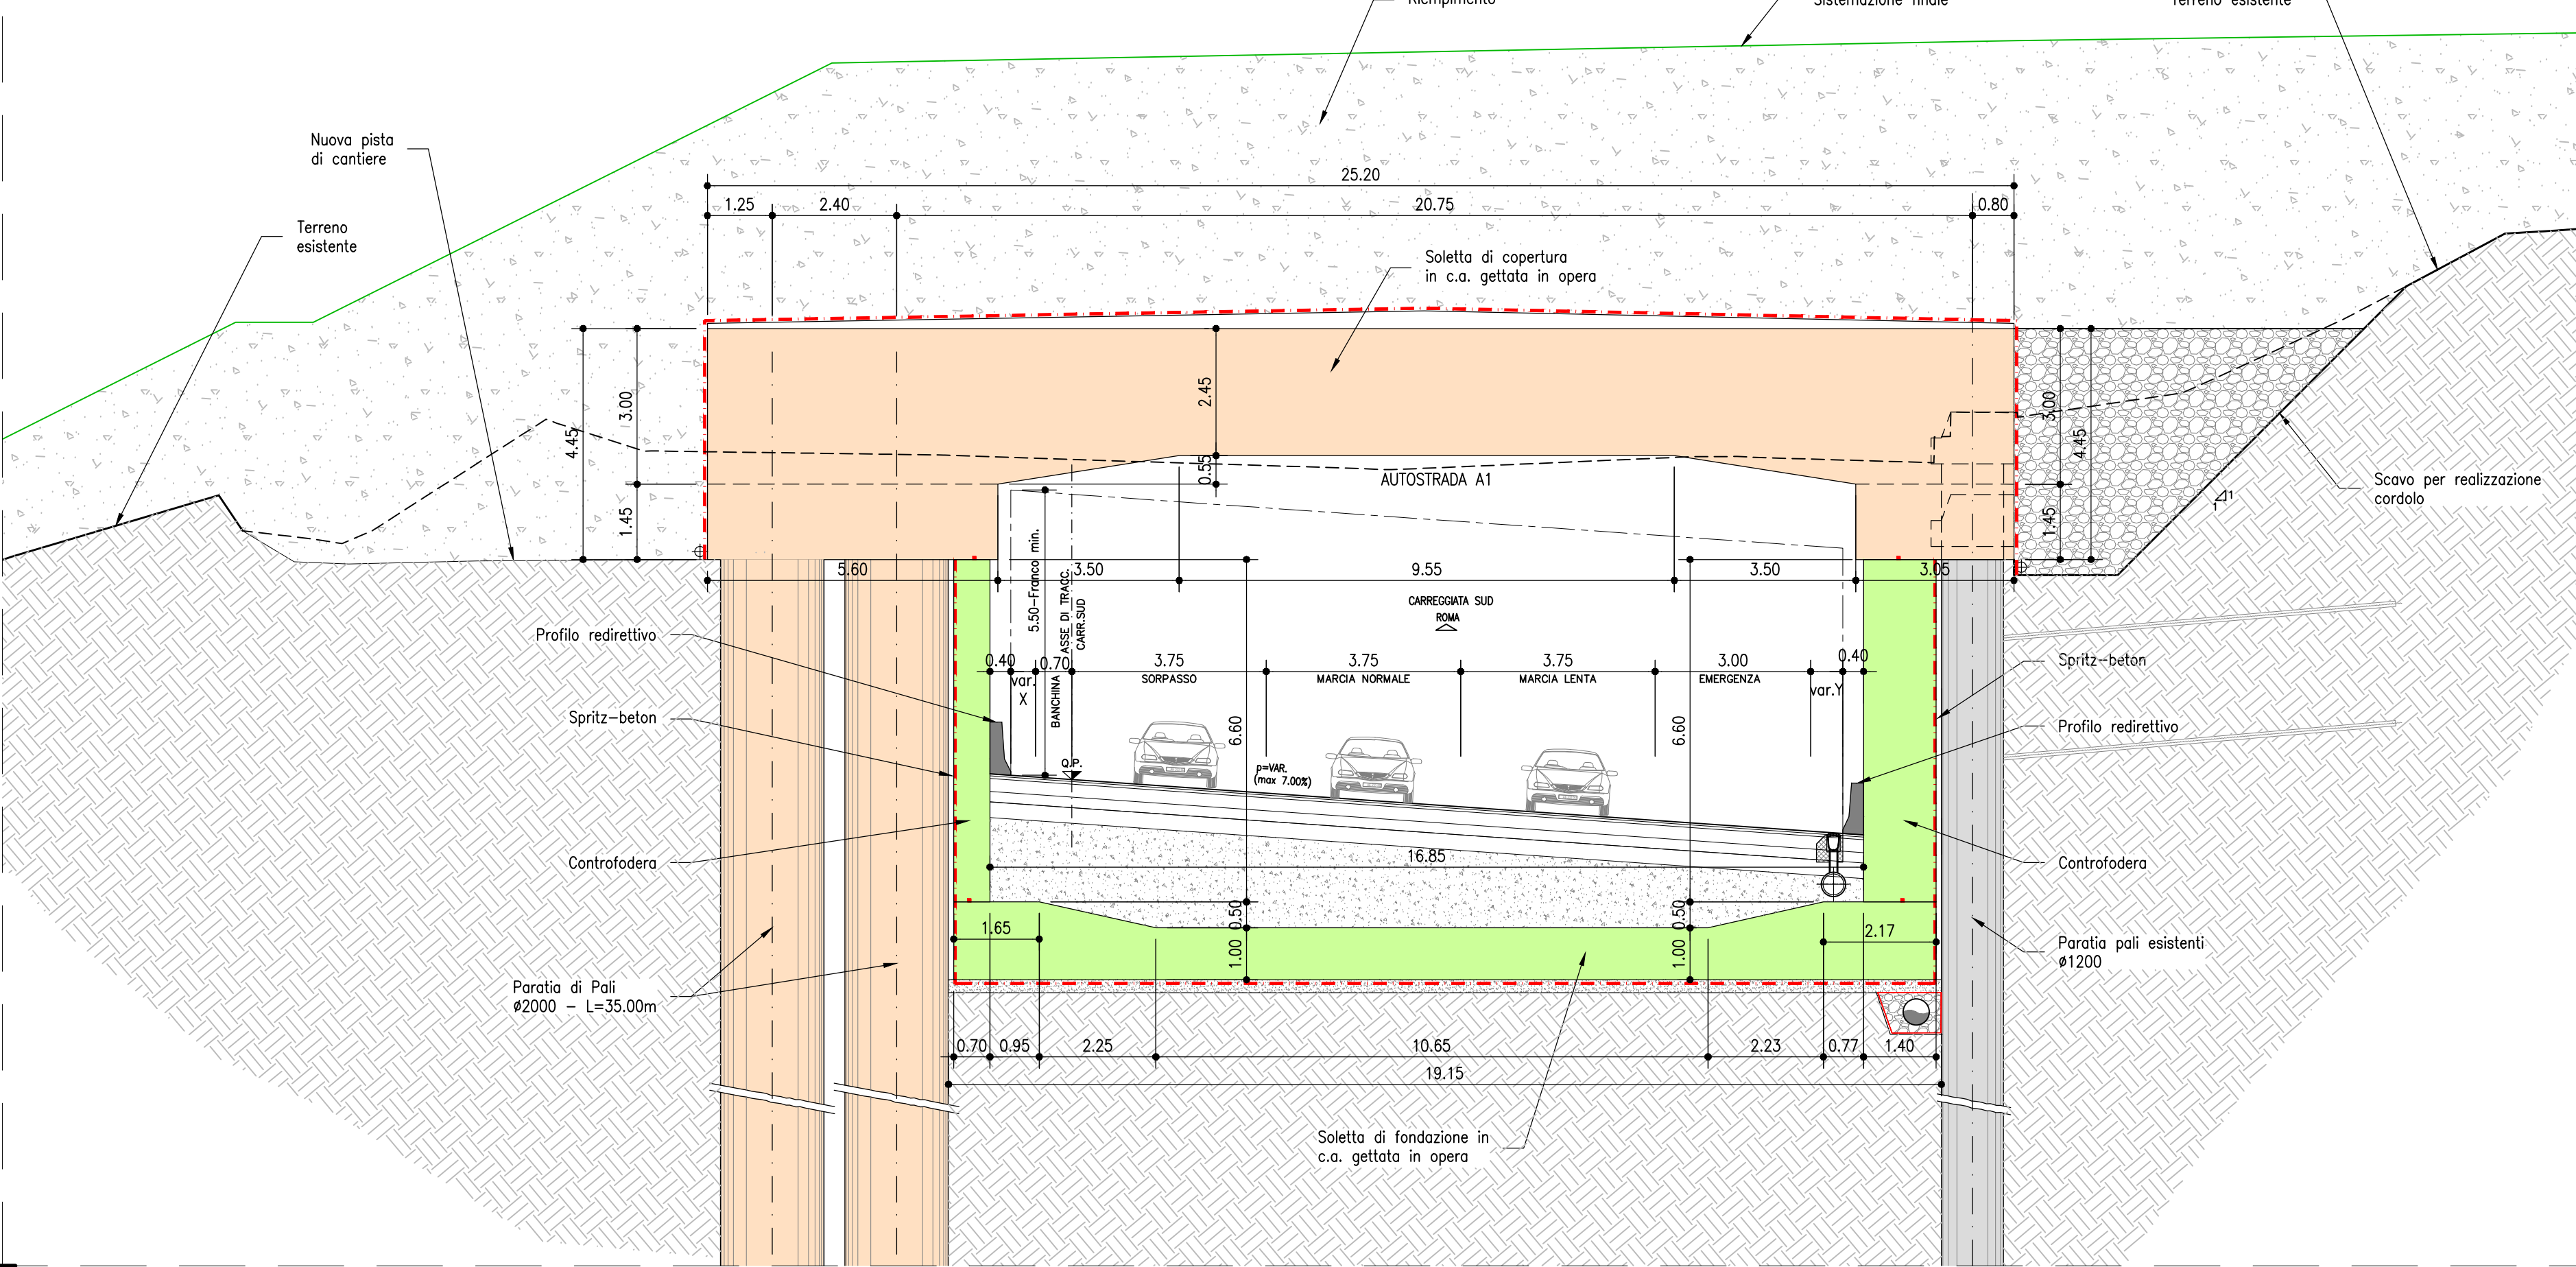 Riempimento
Sistemazione finale
Terreno esistente
Nuova pista
di cantiere
25.20
1.25
2.40
20.75
0.80
Terreno
esistente
Soletta di copertura
in c.a. gettata in opera
4.45
3.00
1.45
2.45
0.55
3.00
4.45
1.45
AUTOSTRADA A1
Scavo per realizzazione
cordolo
1
1
5.60
3.50
9.55
3.50
3.05
5.50-Franco min.
ASSE DI TRACC.
CARR.SUD
CARREGGIATA SUD
ROMA
Profilo redirettivo
Spritz-beton
Controfodera
Paratia di Pali
ø2000 - L=35.00m
0.40
var.
X
0.70
BANCHINA
3.75
SORPASSO
3.75
MARCIA NORMALE
3.75
MARCIA LENTA
3.00
EMERGENZA
0.40
var.Y
6.60
6.60
Q.P.
p=VAR.
(max 7.00%)
Spritz-beton
Profilo redirettivo
Controfodera
Paratia pali esistenti
ø1200
16.85
1.65
0.50
1.00
0.50
1.00
2.17
0.70
0.95
2.25
10.65
2.23
0.77
1.40
19.15
Soletta di fondazione in
c.a. gettata in opera